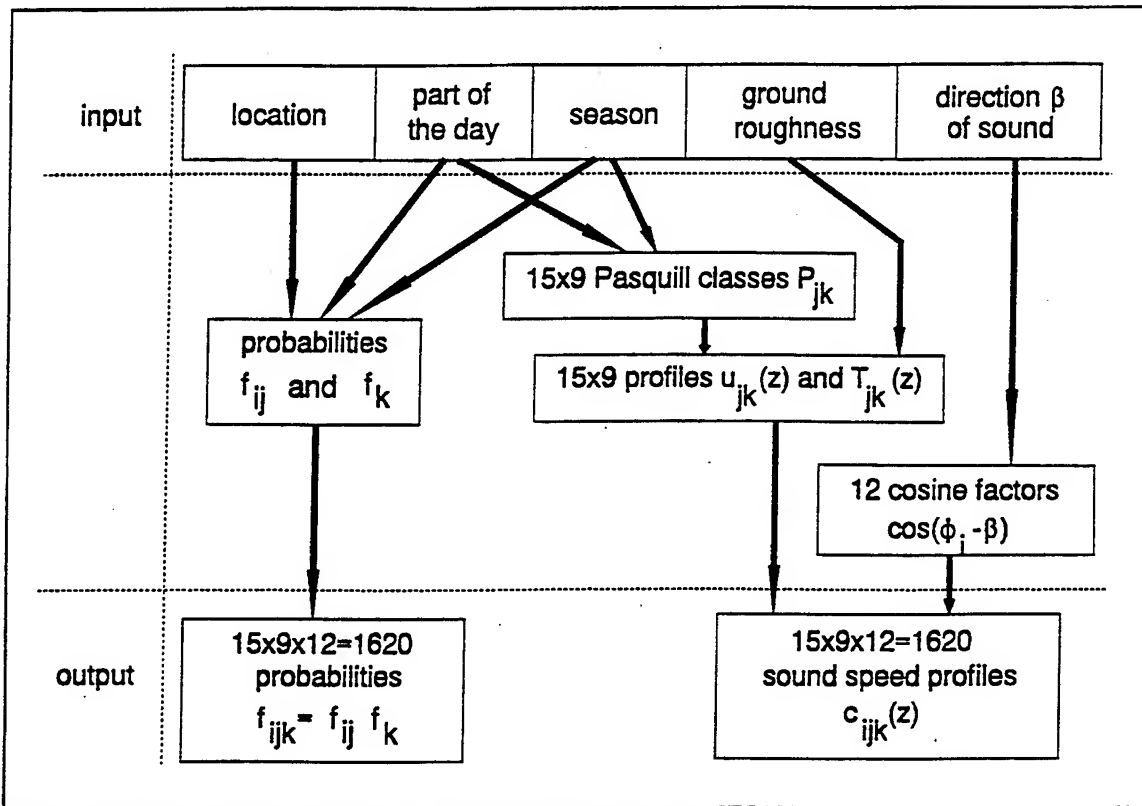 input
location
part of
the day
season
ground
roughness
direction β
of sound
15x9 Pasquill classes P_jk
probabilities
f_ij and f_k
15x9 profiles u_jk(z) and T_jk(z)
12 cosine factors
cos(ϕ_i -β)
output
15x9x12=1620
probabilities
f_ijk= f_ij f_k
15x9x12=1620
sound speed profiles
c_ijk(z)